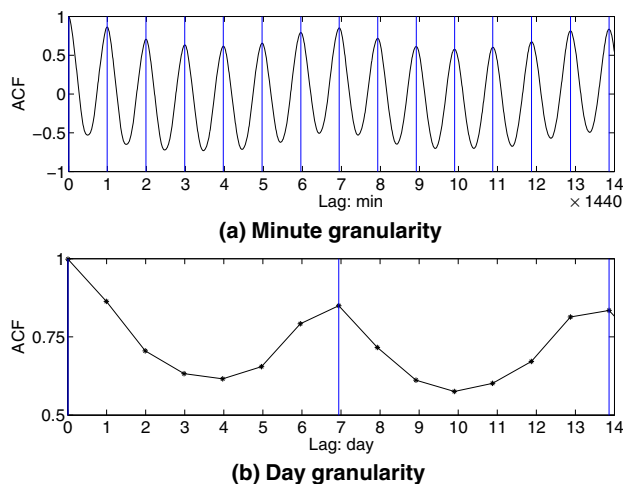 1
0.5
0
−0.5
−1
ACF
0 1 2 3 4 5 6 7 8 9 10 11 12 13 14
Lag: min
× 1440
(a) Minute granularity
1
0.75
0.5
ACF
0 1 2 3 4 5 6 7 8 9 10 11 12 13 14
Lag: day
(b) Day granularity